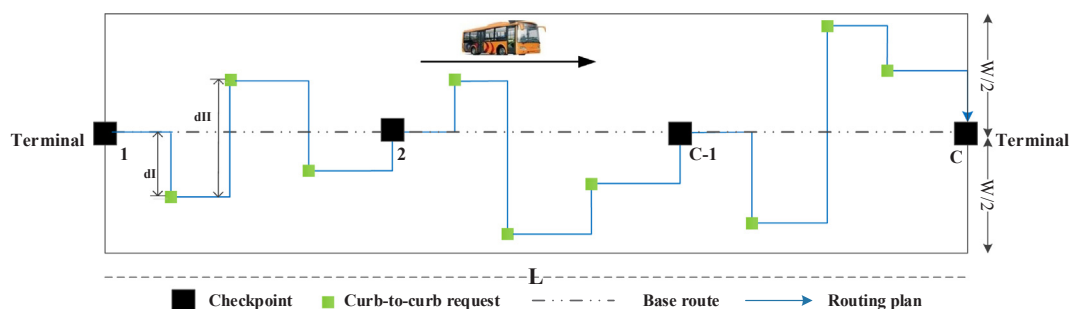 W/2
dII
Terminal
1
dI
2
C-1
C
Terminal
W/2
L
Checkpoint
Curb-to-curb request
Base route
Routing plan